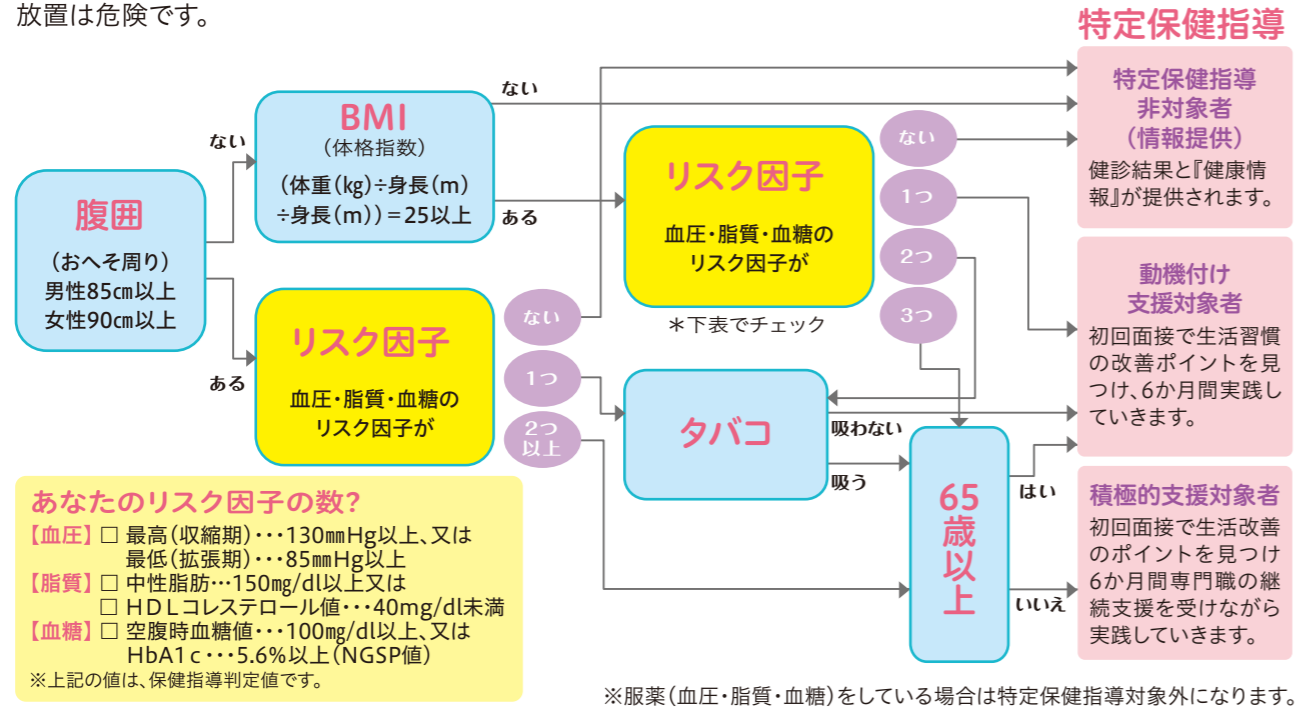 放置は危険です。
特定保健指導
腹囲
(おへそ周り)
男性85㎝以上
女性90㎝以上
ない
ある
BMI
(体格指数)
(体重(kg)÷身長(m)
÷身長(m))=25以上
ない
ある
リスク因子
血圧・脂質・血糖の
リスク因子が
ない
1つ
2つ
以上
リスク因子
血圧・脂質・血糖の
リスク因子が
*下表でチェック
ない
1つ
2つ
3つ
タバコ
吸わない
吸う
65歳以上
はい
いいえ
特定保健指導
非対象者
(情報提供)
健診結果と『健康情
報』が提供されます。
動機付け
支援対象者
初回面接で生活習慣
の改善ポイントを見
つけ、6か月間実践し
ていきます。
積極的支援対象者
初回面接で生活改善
のポイントを見つけ
6か月間専門職の継
続支援を受けながら
実践していきます。
あなたのリスク因子の数?
【血圧】□ 最高(収縮期)・・・130㎜Hg以上、又は
最低(拡張期)・・・85㎜Hg以上
【脂質】□ 中性脂肪…150㎎/dl以上又は
□ HDLコレステロール値・・・40mg/dl未満
【血糖】□ 空腹時血糖値・・・100㎎/dl以上、又は
HbA1c・・・5.6%以上(NGSP値)
※上記の値は、保健指導判定値です。
※服薬(血圧・脂質・血糖)をしている場合は特定保健指導対象外になります。